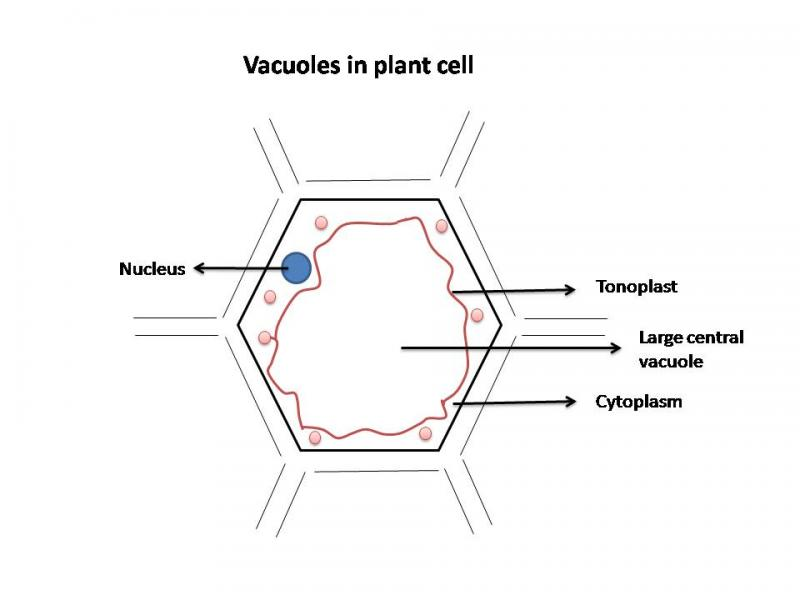 Vacuoles in plant cell
Nucleus
Tonoplast
Large central
vacuole
Cytoplasm